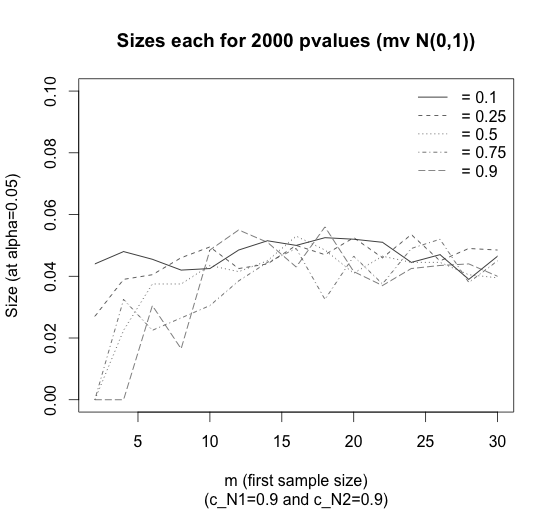 Sizes each for 2000 pvalues (mv N(0,1))
= 0.1
= 0.25
= 0.5
= 0.75
= 0.9
Size (at alpha=0.05)
0.10
0.08
0.06
0.04
0.02
0.00
5 10 15 20 25 30
m (first sample size)
(c_N1=0.9 and c_N2=0.9)